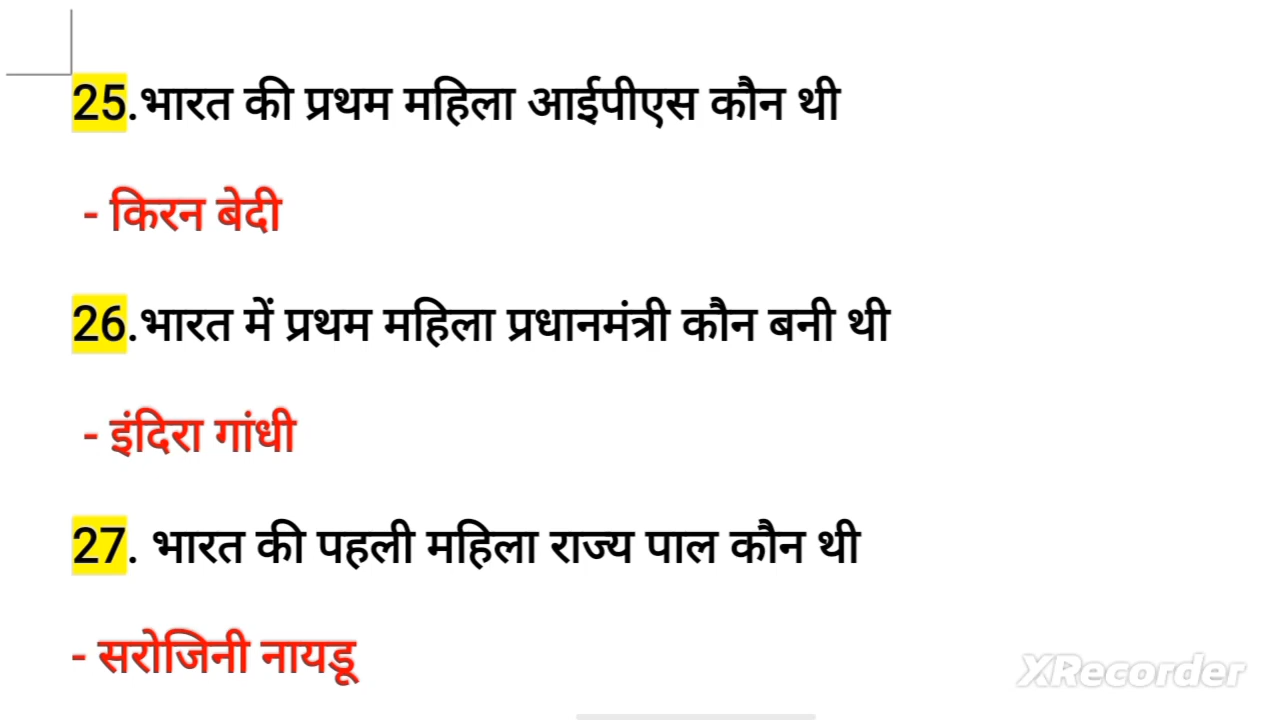 25.भारत की प्रथम महिला आईपीएस कौन थी
- किरन बेदी
26.भारत में प्रथम महिला प्रधानमंत्री कौन बनी थी
- इंदिरा गांधी
27. भारत की पहली महिला राज्य पाल कौन थी
- सरोजिनी नायडू
XRecorder